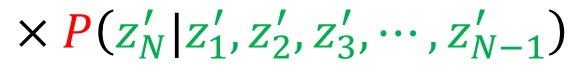 × P(z′_N|z′_1, z′_2, z′_3, ⋯ , z′_{N−1})